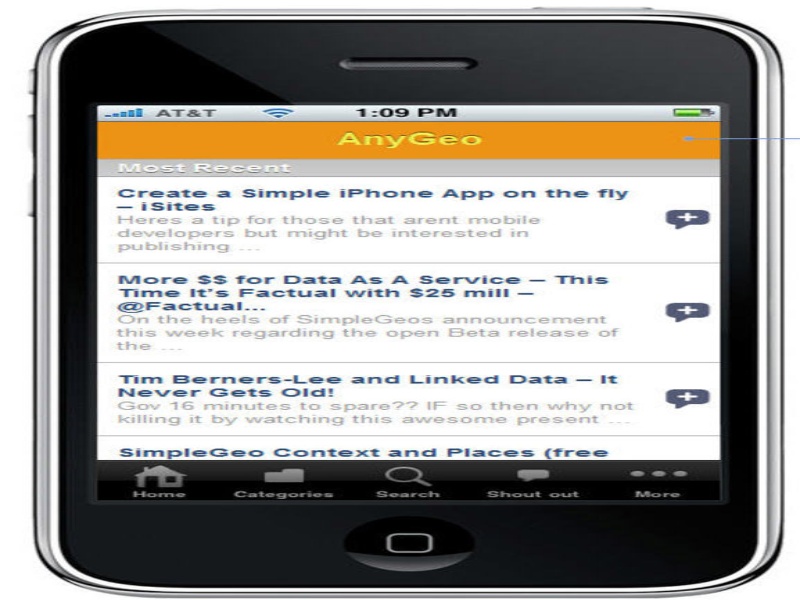 AT&T 1:09 PM
AnyGeo
Most Recent
Create a Simple iPhone App on the fly
– iSites
Heres a tip for those that arent mobile
developers but might be interested in
publishing ...
More $$ for Data As A Service – This
Time It's Factual with $25 mill –
@Factual...
On the heels of SimpleGeos announcement
this week regarding the open Beta release of
the ...
Tim Berners-Lee and Linked Data – It
Never Gets Old!
Gov 16 minutes to spare?? IF so then why not
killing it by watching this awesome present ...
SimpleGeo Context and Places (free
Home Categories Search Shout out More